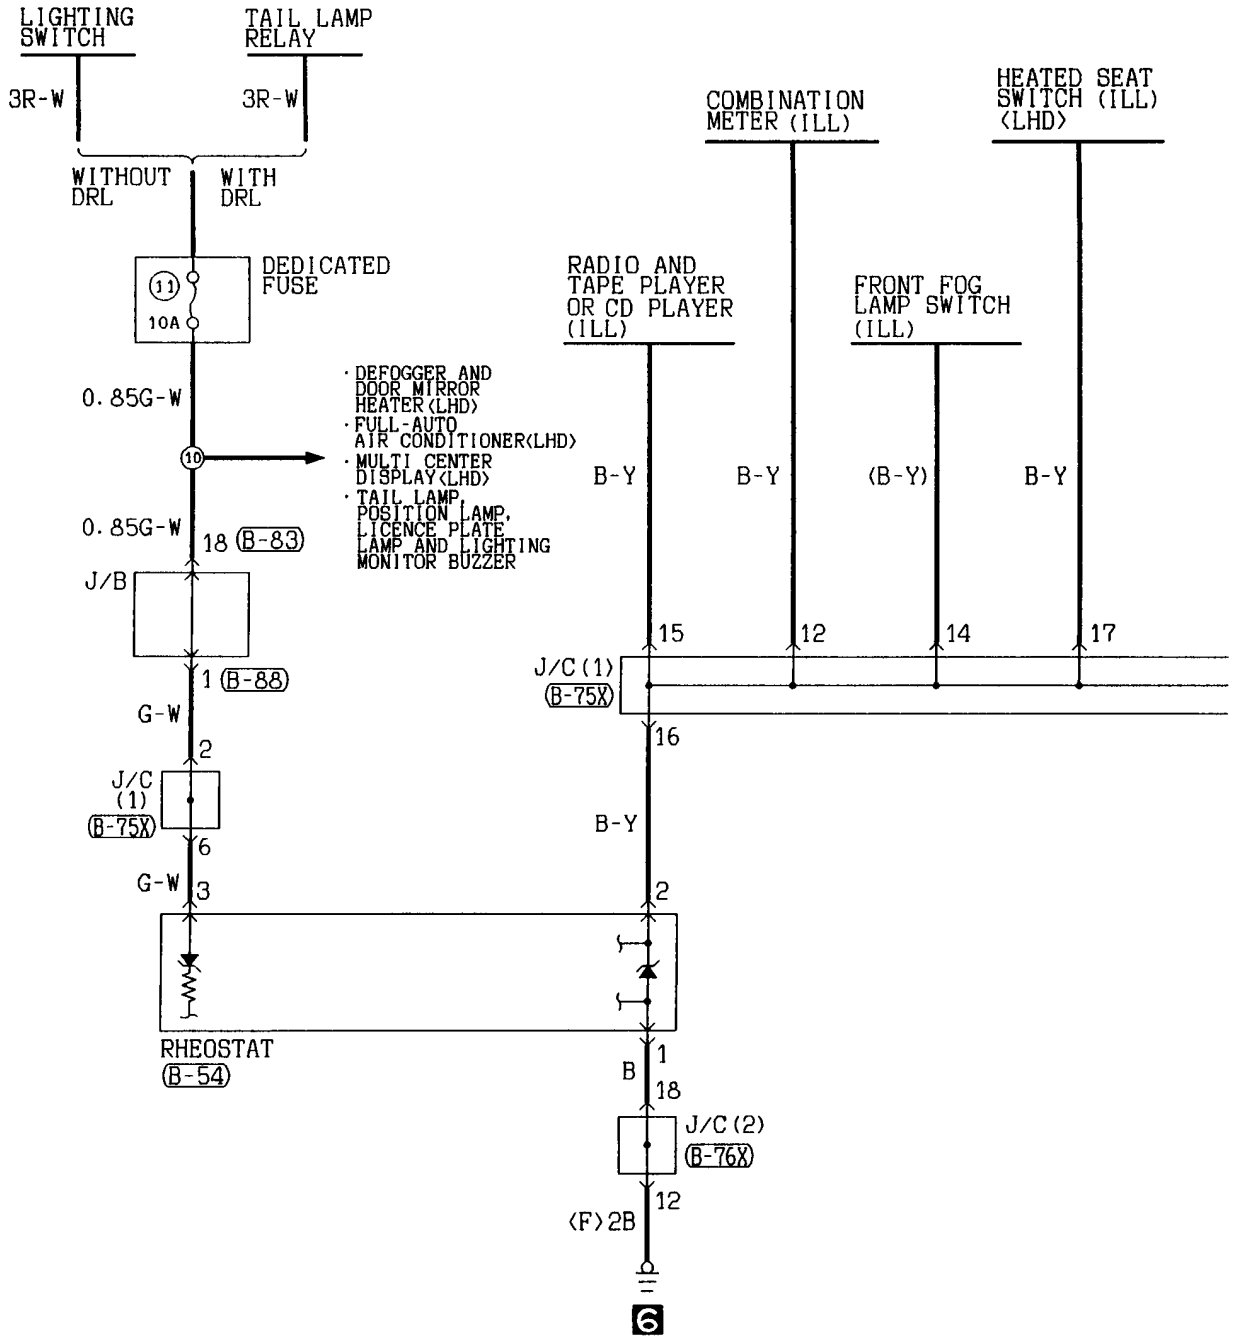 LIGHTING
SWITCH
TAIL LAMP
RELAY
3R-W
3R-W
WITHOUT
DRL
WITH
DRL
DEDICATED
FUSE
11
10A
0.85G-W
10
· DEFOGGER AND
DOOR MIRROR
HEATER<LHD>
· FULL-AUTO
AIR CONDITIONER<LHD>
· MULTI CENTER
DISPLAY<LHD>
· TAIL LAMP,
POSITION LAMP,
LICENCE PLATE
LAMP AND LIGHTING
MONITOR BUZZER
0.85G-W
18 B-83
J/B
1 B-88
G-W
2
J/C
(1)
B-75X
6
G-W
3
RHEOSTAT
B-54
RADIO AND
TAPE PLAYER
OR CD PLAYER
(ILL)
COMBINATION
METER (ILL)
FRONT FOG
LAMP SWITCH
(ILL)
HEATED SEAT
SWITCH (ILL)
<LHD>
B-Y
B-Y
(B-Y)
B-Y
15
12
14
17
J/C (1)
B-75X
16
B-Y
2
1
B
18
J/C (2)
B-76X
12
<F>2B
6